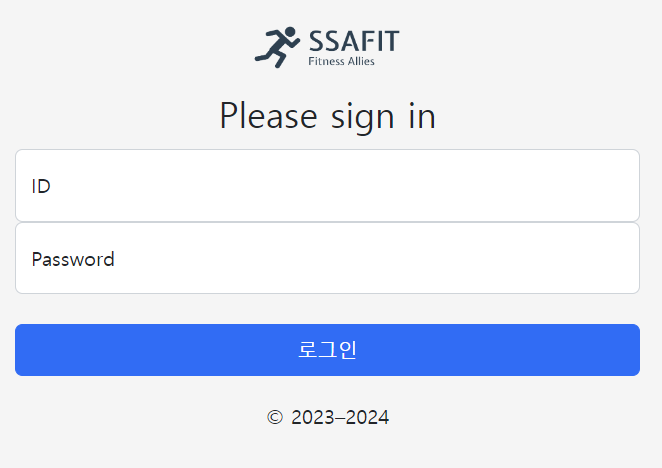 SSAFIT
Fitness Allies
Please sign in
ID
Password
로그인
© 2023–2024